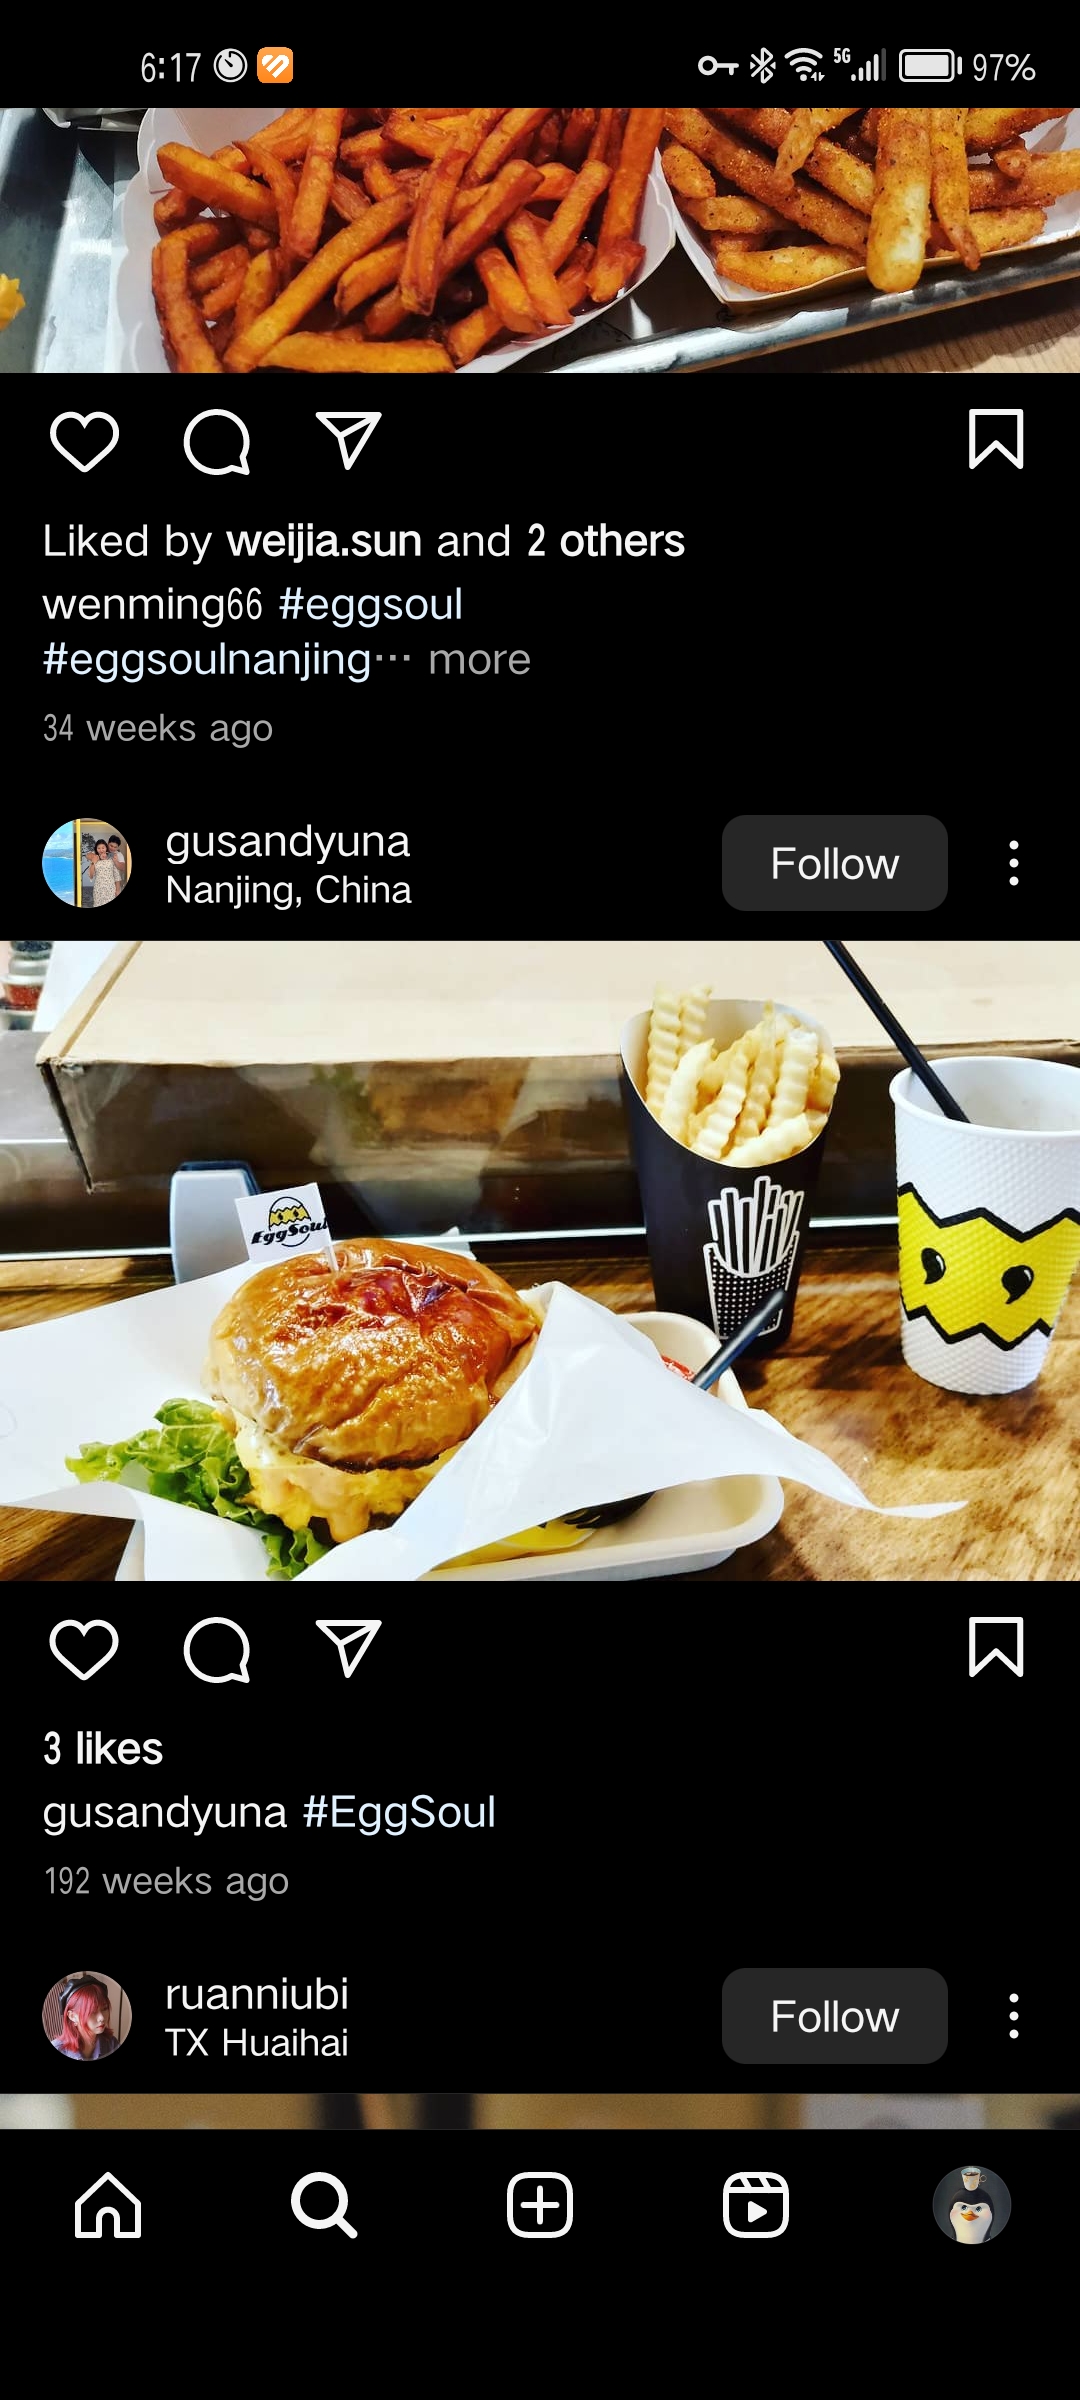 6:17
5G
97%
Liked by weijia.sun and 2 others
wenming66 #eggsoul
#eggsoulnanjing… more
34 weeks ago
gusandyuna
Nanjing, China
Follow
EggSoul
3 likes
gusandyuna #EggSoul
192 weeks ago
ruanniubi
TX Huaihai
Follow